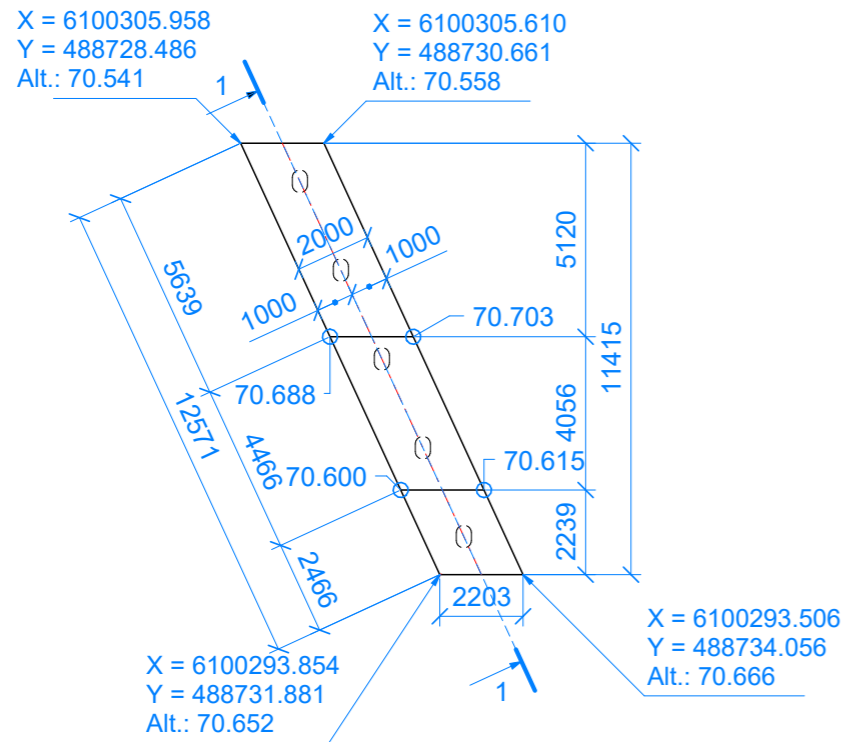 X = 6100305.958
Y = 488728.486
Alt.: 70.541
X = 6100305.610
Y = 488730.661
Alt.: 70.558
1
2000
1000
1000
5639
5120
70.703
11415
70.688
12571
4056
4466
70.600
70.615
2466
2239
2203
X = 6100293.506
Y = 488734.056
Alt.: 70.666
X = 6100293.854
Y = 488731.881
Alt.: 70.652
1